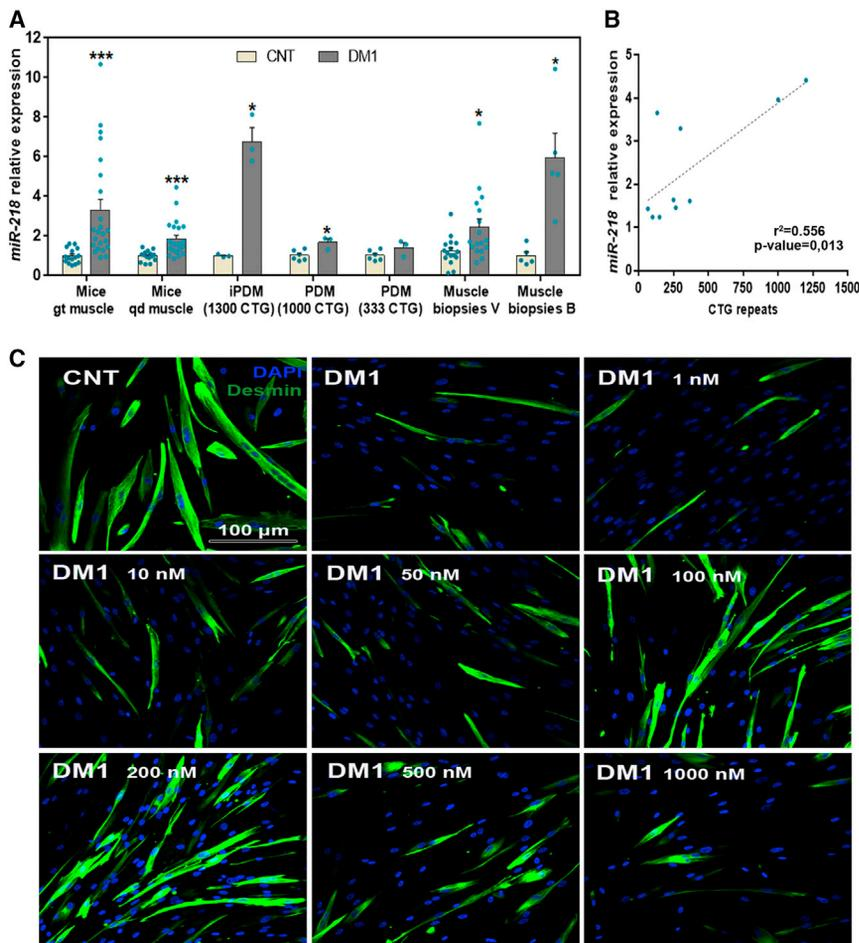 A
miR-218 relative expression
12
10
8
6
4
2
0
CNT DM1
***
***
*
*
*
*
Mice
gt muscle
Mice
qd muscle
iPDM
(1300 CTG)
PDM
(1000 CTG)
PDM
(333 CTG)
Muscle
biopsies V
Muscle
biopsies B
B
miR-218 relative expression
5
4
3
2
1
0
r²=0.556
p-value=0,013
0 250 500 750 1000 1250 1500
CTG repeats
C
CNT
DAPI
Desmin
100 µm
DM1
DM1 1 nM
DM1 10 nM
DM1 50 nM
DM1 100 nM
DM1 200 nM
DM1 500 nM
DM1 1000 nM